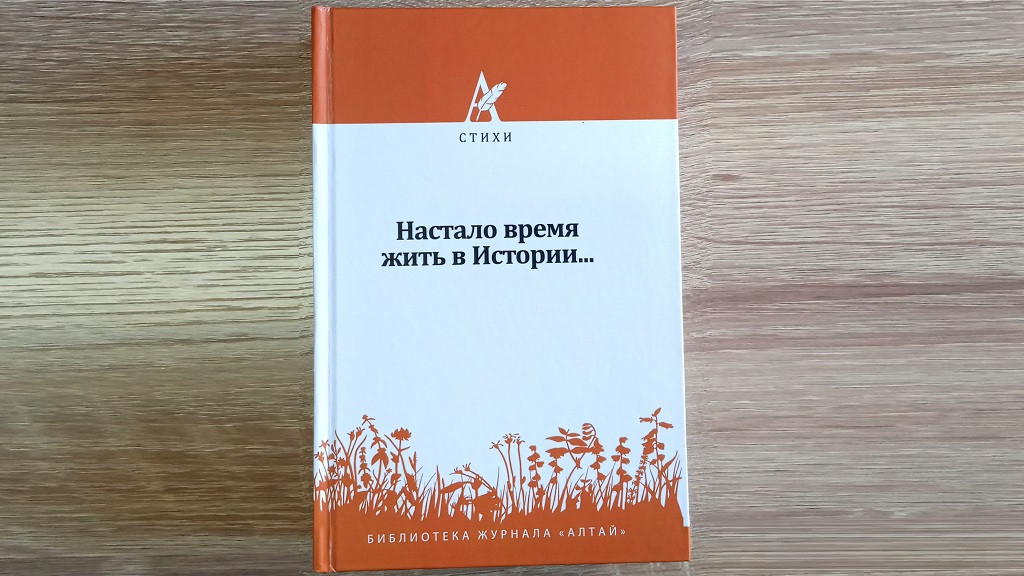 А
СТИХИ
Настало время
жить в Истории...
БИБЛИОТЕКА ЖУРНАЛА «АЛТАЙ»